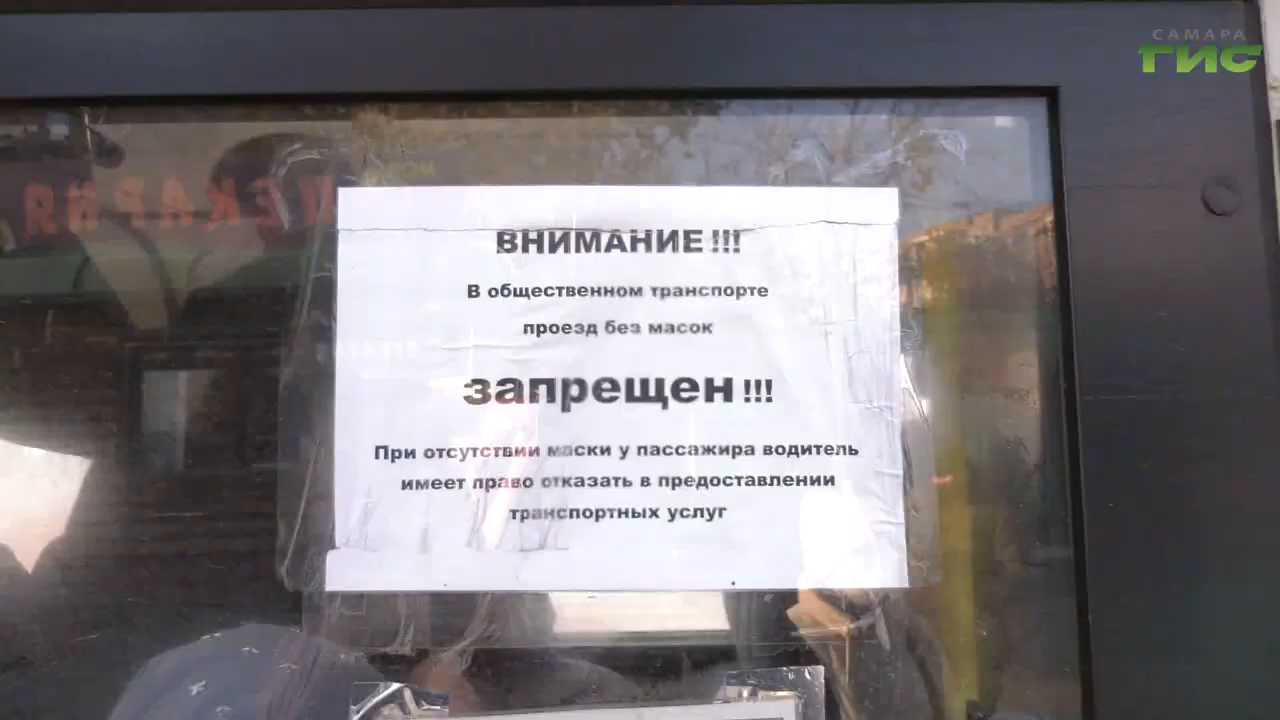 САМАРА
ГИС
ВНИМАНИЕ !!!
В общественном транспорте
проезд без масок
запрещен !!!
При отсутствии маски у пассажира водитель
имеет право отказать в предоставлении
транспортных услуг
ПЕКАРНЯ